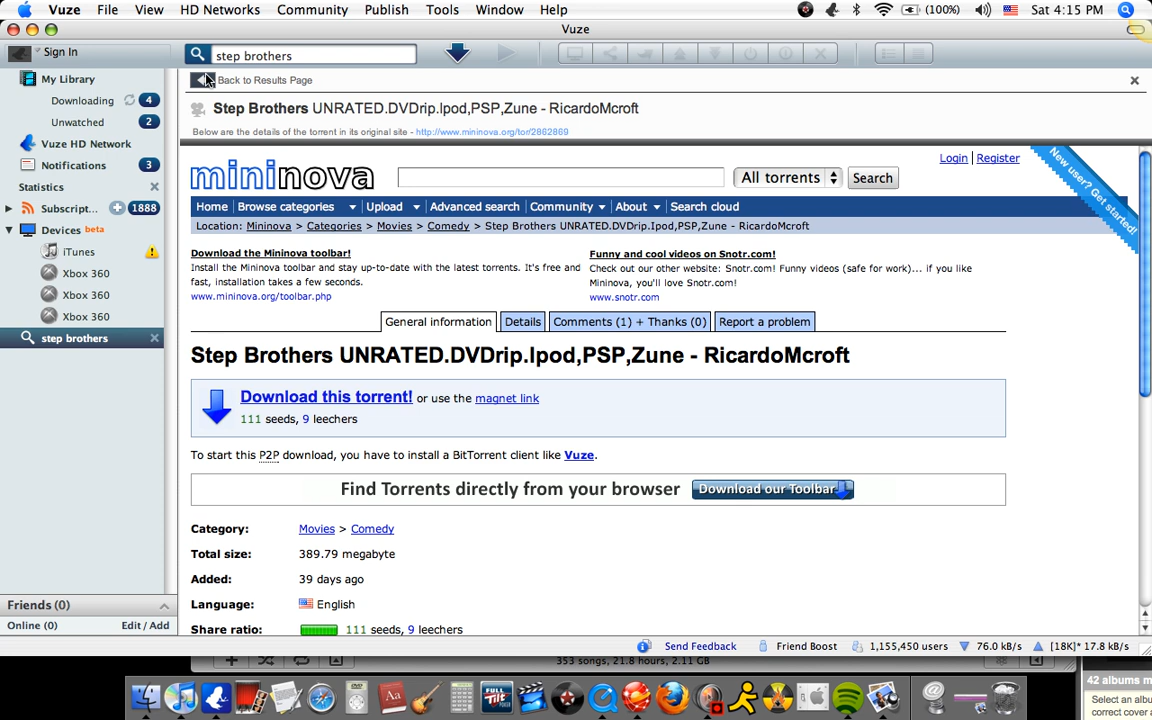 Vuze File View HD Networks Community Publish Tools Window Help (100%) Sat 4:15 PM
Vuze
Sign In
step brothers
My Library
Downloading 4
Unwatched 2
Vuze HD Network
Notifications 3
Statistics
Subscript... 1888
Devices beta
iTunes
Xbox 360
Xbox 360
Xbox 360
step brothers
Friends (0)
Online (0) Edit / Add
Back to Results Page
Step Brothers UNRATED.DVDrip.Ipod,PSP,Zune - RicardoMcroft
Below are the details of the torrent in its original site - http://www.mininova.org/tor/2862869
Login | Register
New user? Get started!
mininova All torrents Search
Home Browse categories Upload Advanced search Community About Search cloud
Location: Mininova > Categories > Movies > Comedy > Step Brothers UNRATED.DVDrip.Ipod,PSP,Zune - RicardoMcroft
Download the Mininova toolbar!
Install the Mininova toolbar and stay up-to-date with the latest torrents. It's free and
fast, installation takes a few seconds.
www.mininova.org/toolbar.php
Funny and cool videos on Snotr.com!
Check out our other website: Snotr.com! Funny videos (safe for work)... if you like
Mininova, you'll love Snotr.com!
www.snotr.com
General information Details Comments (1) + Thanks (0) Report a problem
Step Brothers UNRATED.DVDrip.Ipod,PSP,Zune - RicardoMcroft
Download this torrent! or use the magnet link
111 seeds, 9 leechers
To start this P2P download, you have to install a BitTorrent client like Vuze.
Find Torrents directly from your browser Download our Toolbar
Category: Movies > Comedy
Total size: 389.79 megabyte
Added: 39 days ago
Language: English
Share ratio: 111 seeds, 9 leechers
Send Feedback Friend Boost 1,155,450 users 76.0 kB/s [18K]* 17.8 kB/s
353 songs, 21.8 hours, 2.11 GB
42 albums m
Select an albu
correct cover a
Aa
FULL TILT